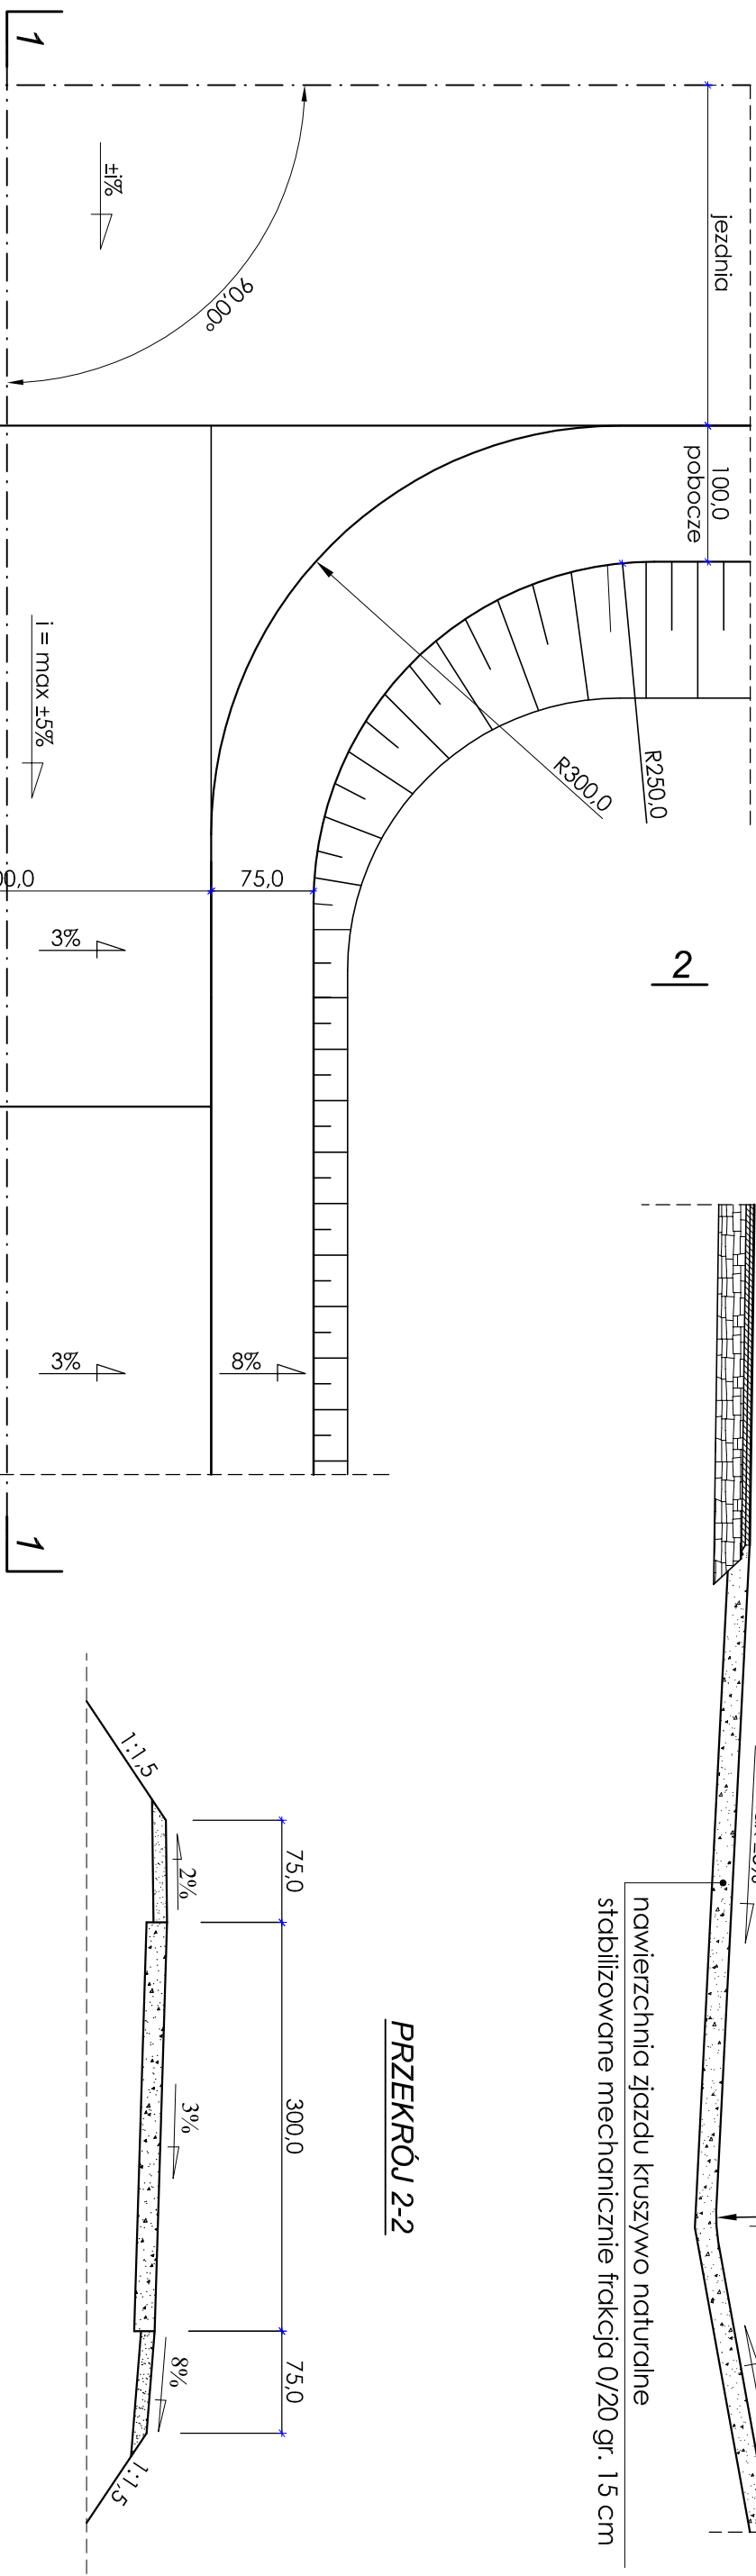 1
±i%
90,00°
jezdnia
100,0
pobocze
i = max ±5%
R300,0
R250,0
00,0
75,0
3%
2
3%
8%
1
nawierzchnia zjazdu kruszywo naturalne
stabilizowane mechanicznie frakcja 0/20 gr. 15 cm
PRZEKRÓJ 2-2
75,0
300,0
75,0
1:1,5
2%
3%
8%
1:1,5